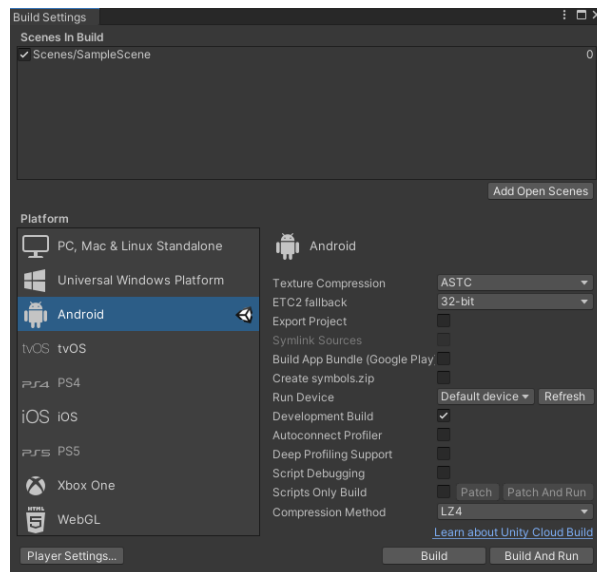 Build Settings
Scenes In Build
Scenes/SampleScene 0
Add Open Scenes
Platform
PC, Mac & Linux Standalone
Universal Windows Platform
Android
tvOS tvOS
PS4 PS4
iOS iOS
PS5 PS5
Xbox One
HTML 5 WebGL
Android
Texture Compression ASTC
ETC2 fallback 32-bit
Export Project
Symlink Sources
Build App Bundle (Google Play
Create symbols.zip
Run Device Default device Refresh
Development Build
Autoconnect Profiler
Deep Profiling Support
Script Debugging
Scripts Only Build Patch Patch And Run
Compression Method LZ4
Learn about Unity Cloud Build
Player Settings... Build Build And Run